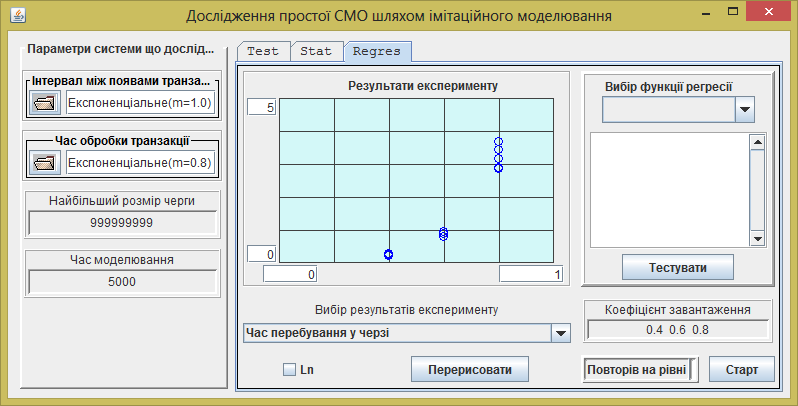 Дослідження простої СМО шляхом імітаційного моделювання
Параметри системи що дослід...
Інтервал між появами транза...
Експоненціальне(m=1.0)
Час обробки транзакції
Експоненціальне(m=0.8)
Найбільший розмір черги
999999999
Час моделювання
5000
Test
Stat
Regres
Результати експерименту
5
0
0
1
Вибір результатів експерименту
Час перебування у черзі
Ln
Перерисовати
Вибір функції регресії
Тестувати
Коефіцієнт завантаження
0.4 0.6 0.8
Повторів на рівні
Старт